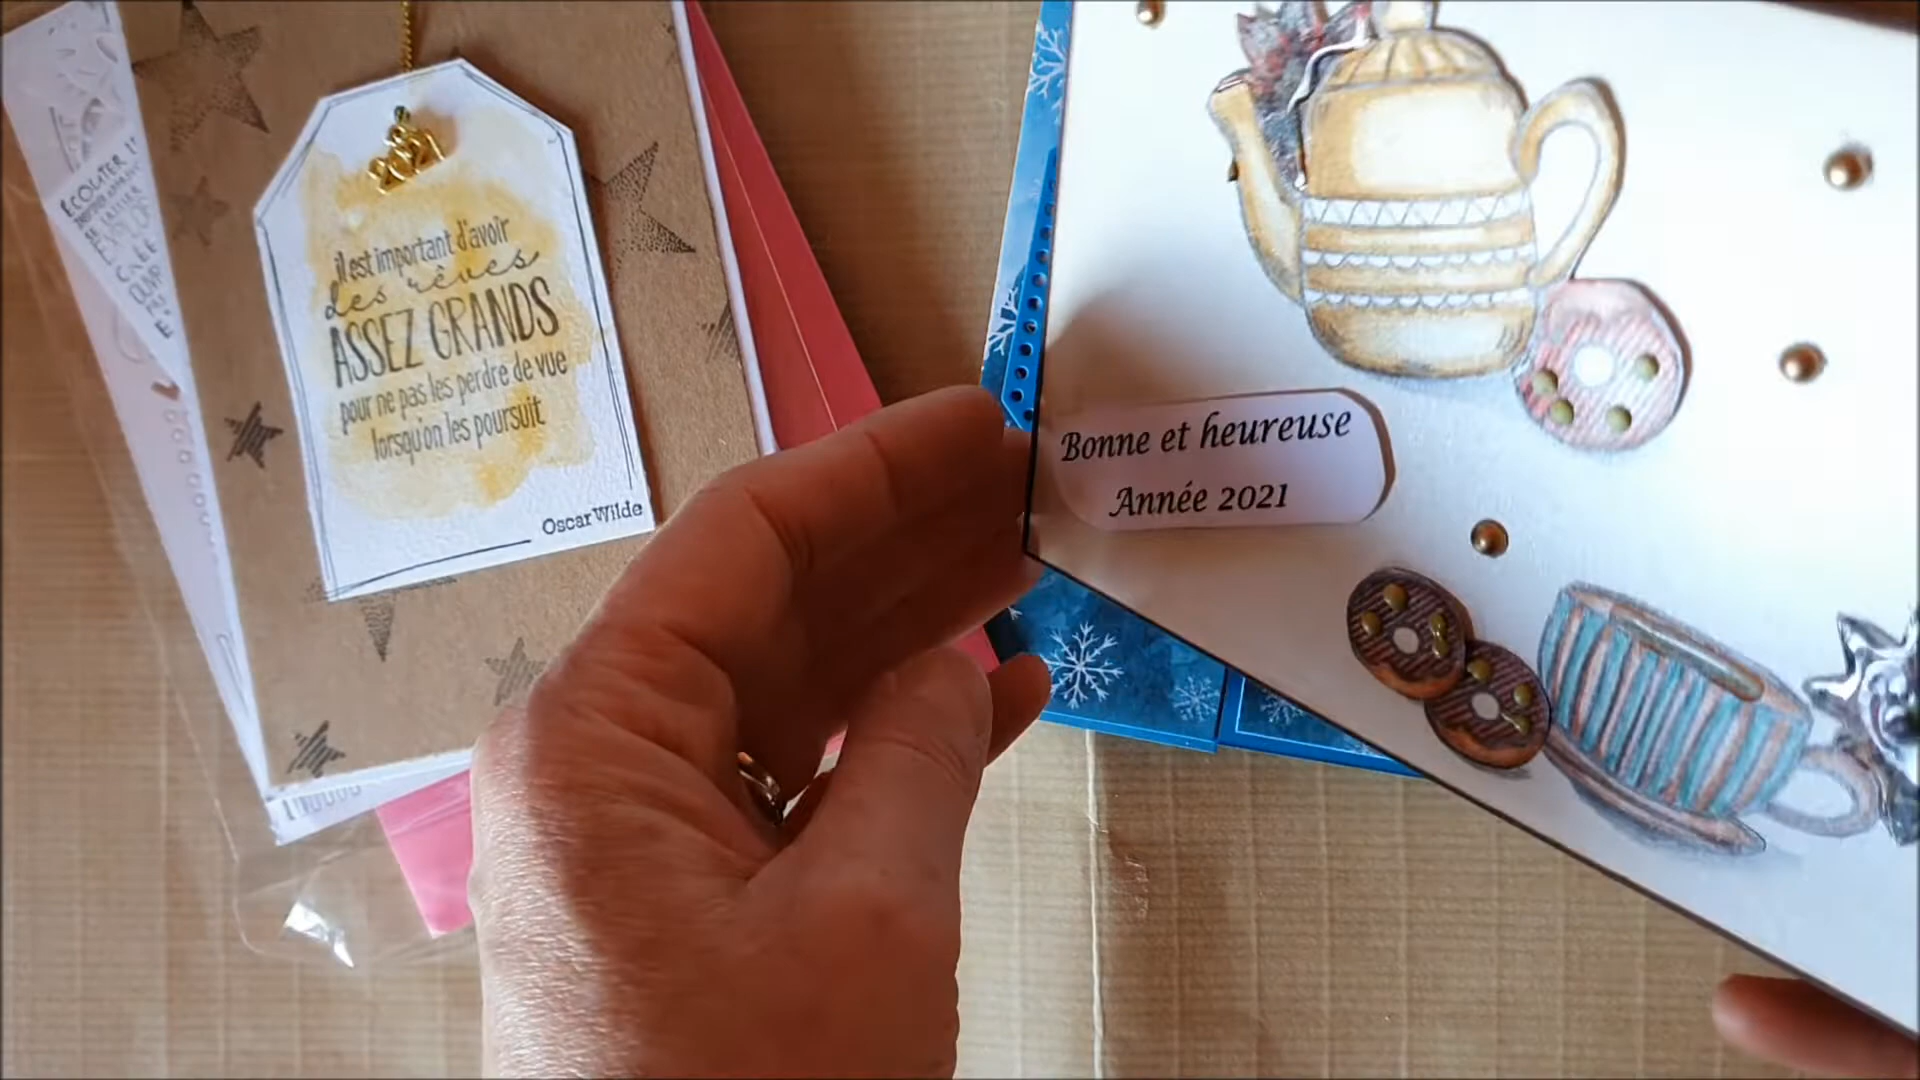 2021
il est important d'avoir
des rêves
ASSEZ GRANDS
pour ne pas les perdre de vue
lorsqu'on les poursuit
Oscar Wilde
Bonne et heureuse
Année 2021
ÉCOUTER